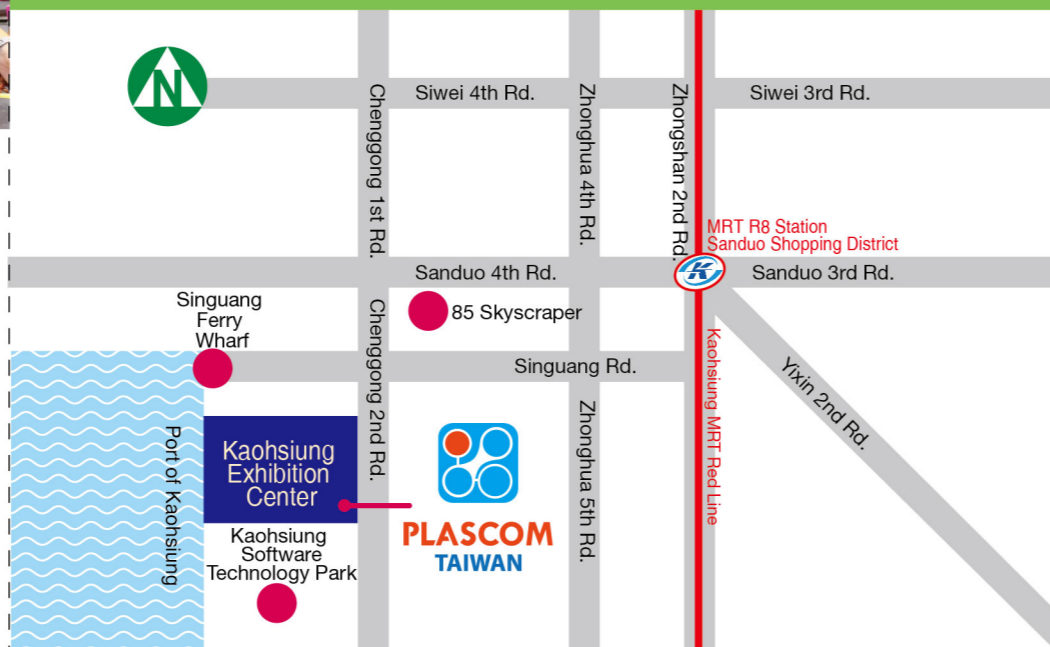 N
Siwei 4th Rd.
Siwei 3rd Rd.
Chenggong 1st Rd.
Zhonghua 4th Rd.
Zhongshan 2nd Rd.
MRT R8 Station
Sanduo Shopping District
Sanduo 4th Rd.
K
Sanduo 3rd Rd.
Singuang
Ferry
Wharf
85 Skyscraper
Chenggong 2nd Rd.
Singuang Rd.
Kaohsiung MRT Red Line
Yixin 2nd Rd.
Port of Kaohsiung
Kaohsiung
Exhibition
Center
Zhonghua 5th Rd.
PLASCOM
TAIWAN
Kaohsiung
Software
Technology Park